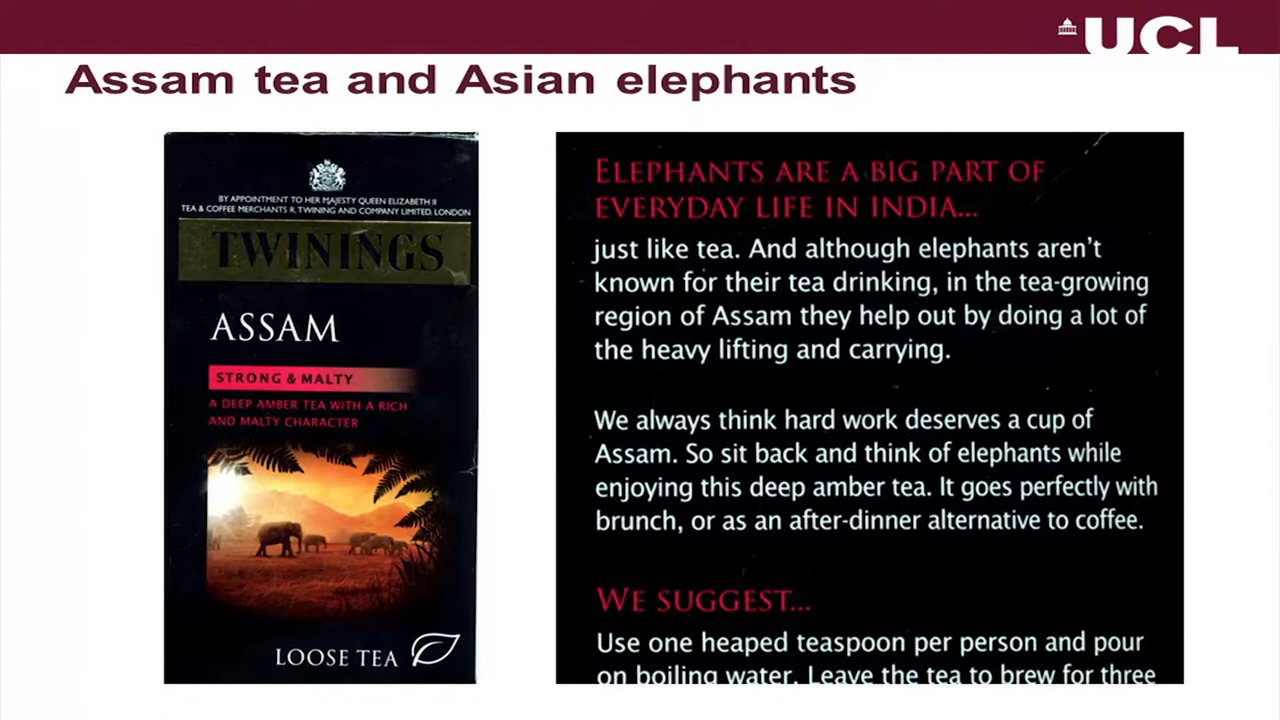 UCL
Assam tea and Asian elephants
BY APPOINTMENT TO HER MAJESTY QUEEN ELIZABETH II
TEA & COFFEE MERCHANTS R. TWINING AND COMPANY LIMITED, LONDON
TWININGS
ASSAM
STRONG & MALTY
A DEEP AMBER TEA WITH A RICH
AND MALTY CHARACTER
LOOSE TEA
ELEPHANTS ARE A BIG PART OF
EVERYDAY LIFE IN INDIA...
just like tea. And although elephants aren't
known for their tea drinking, in the tea-growing
region of Assam they help out by doing a lot of
the heavy lifting and carrying.
We always think hard work deserves a cup of
Assam. So sit back and think of elephants while
enjoying this deep amber tea. It goes perfectly with
brunch, or as an after-dinner alternative to coffee.
WE SUGGEST...
Use one heaped teaspoon per person and pour
on boiling water. Leave the tea to brew for three